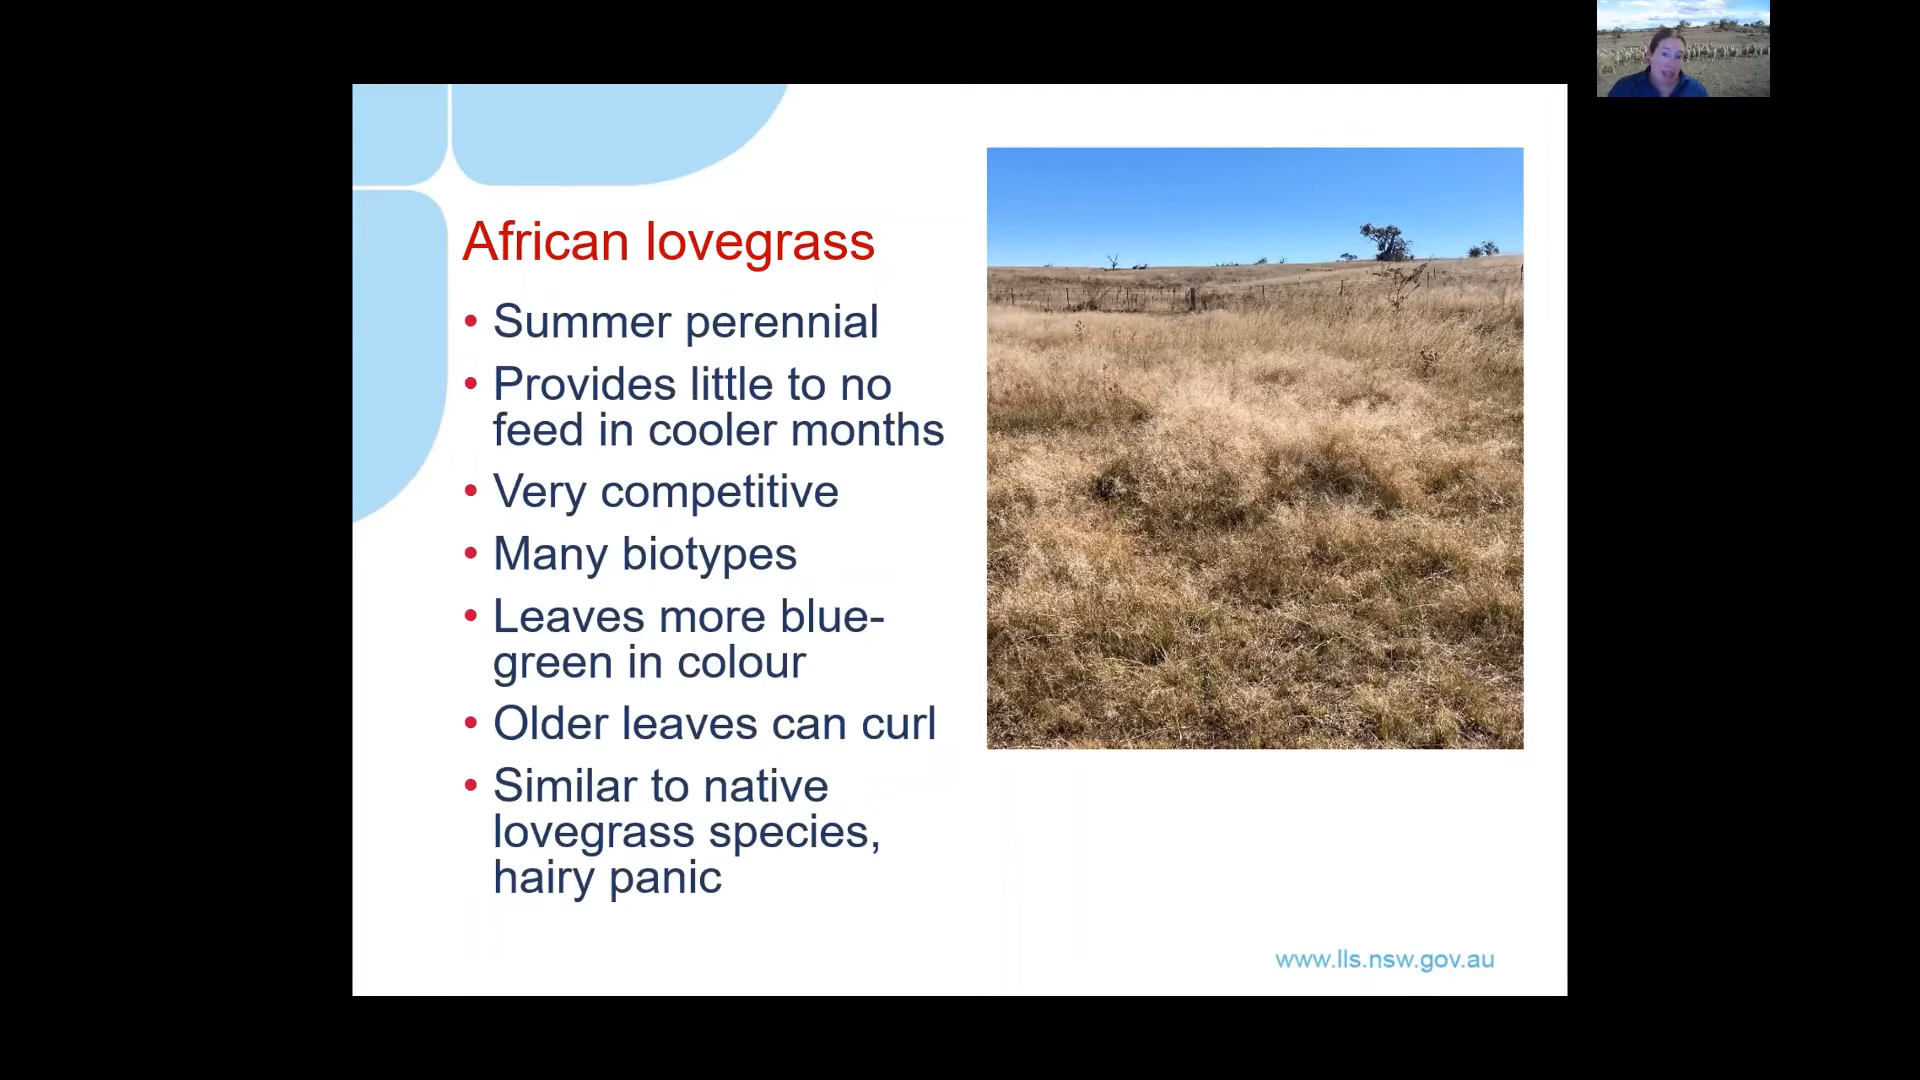 African lovegrass
• Summer perennial
• Provides little to no
feed in cooler months
• Very competitive
• Many biotypes
• Leaves more blue-
green in colour
• Older leaves can curl
• Similar to native
lovegrass species,
hairy panic
www.lls.nsw.gov.au